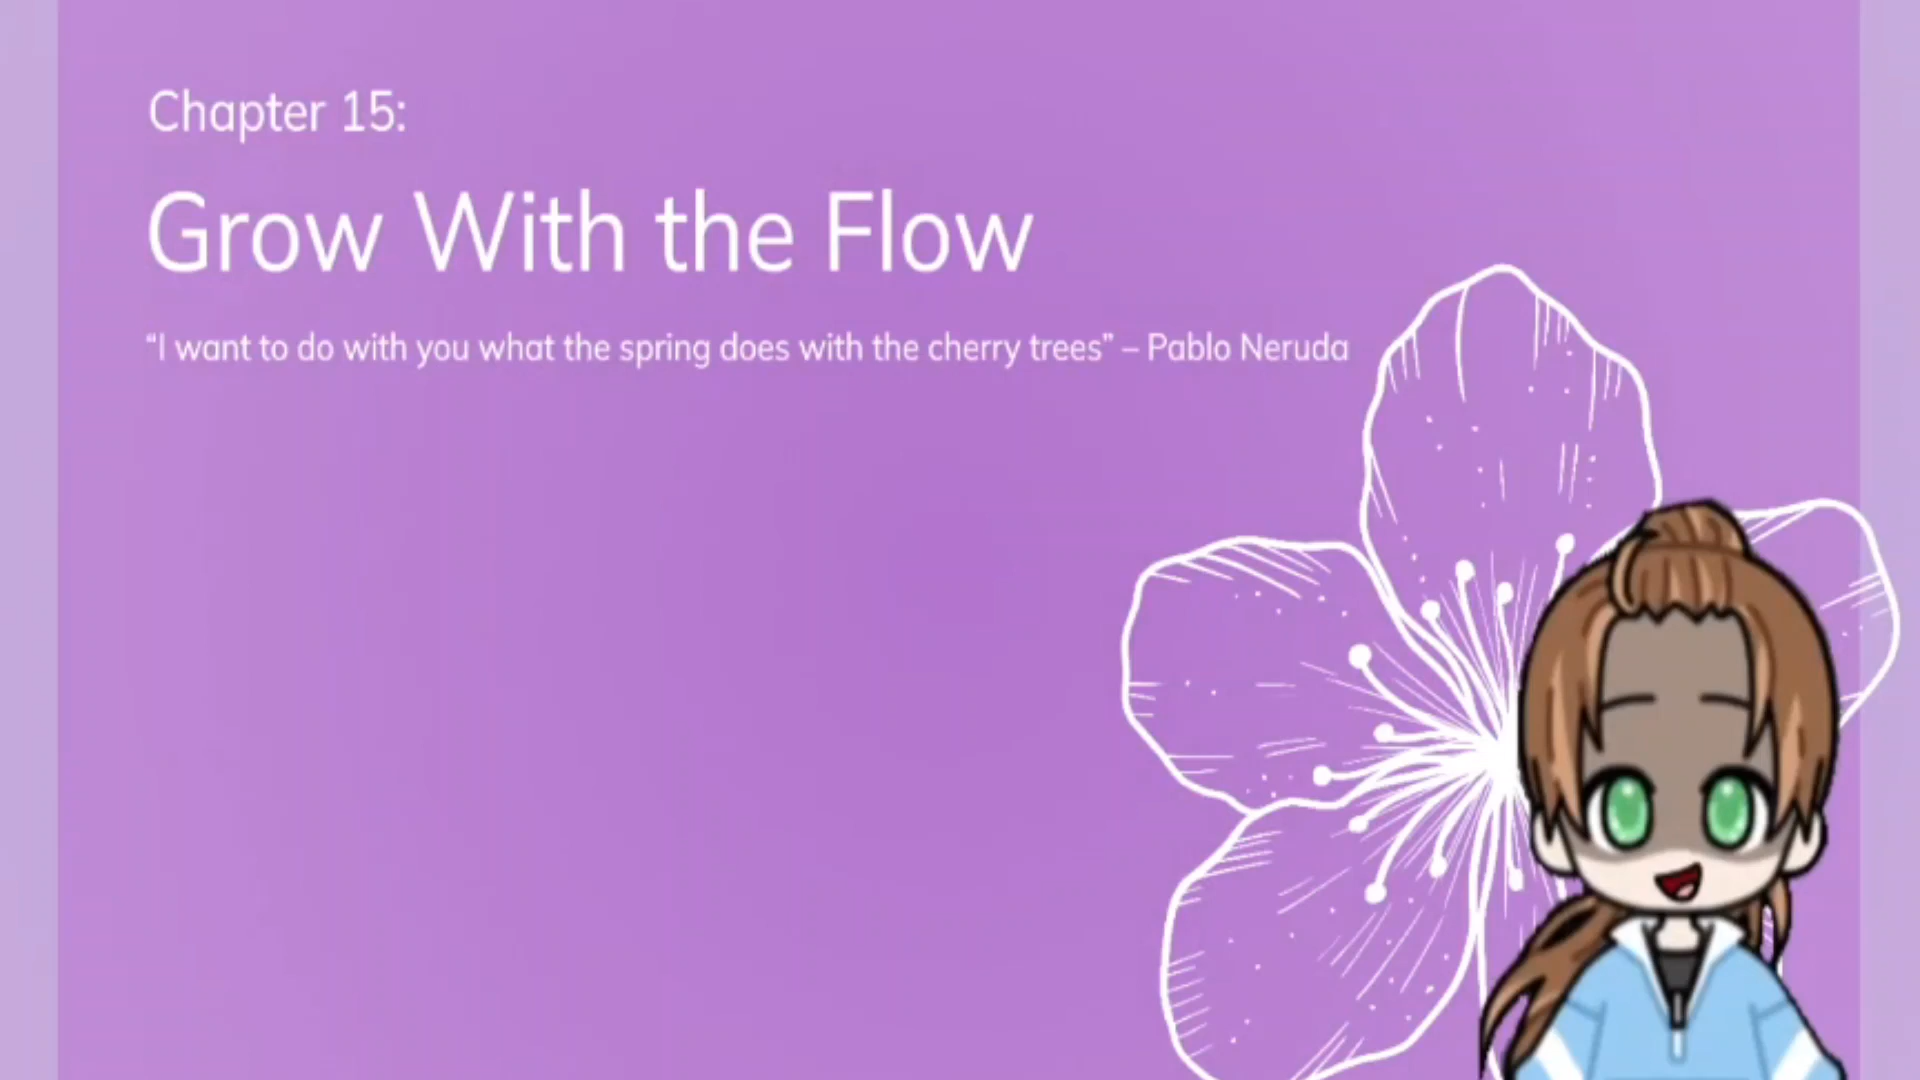 Chapter 15:
Grow With the Flow
“I want to do with you what the spring does with the cherry trees” – Pablo Neruda